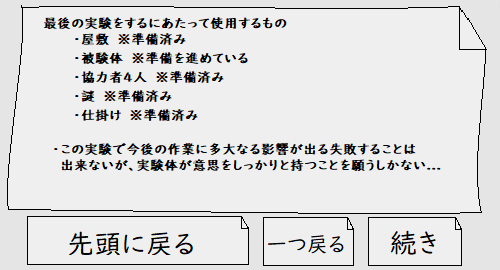 最後の実験をするにあたって使用するもの
・屋敷 ※準備済み
・被験体 ※準備を進めている
・協力者4人 ※準備済み
・謎 ※準備済み
・仕掛け ※準備済み
・この実験で今後の作業に多大なる影響が出る失敗することは
出来ないが、実験体が意思をしっかりと持つことを願うしかない...
先頭に戻る
一つ戻る
続き